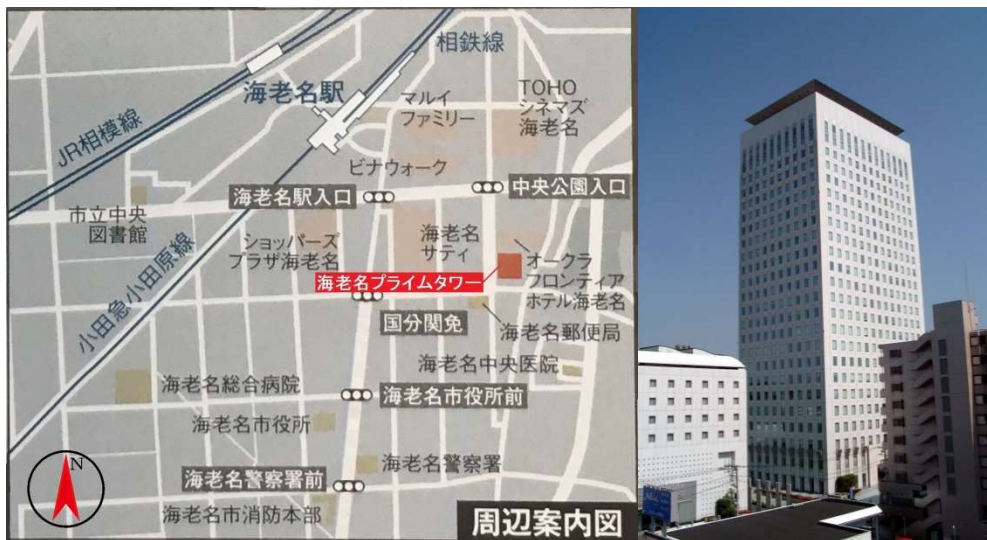 相鉄線
海老名駅
JR相模線
マルイ
ファミリー
TOHO
シネマズ
海老名
ビナウォーク
海老名駅入口
中央公園入口
市立中央
図書館
ショッパーズ
プラザ海老名
海老名
サティ
オークラ
フロンティア
ホテル海老名
海老名プライムタワー
小田急小田原線
国分関免
海老名郵便局
海老名中央医院
海老名総合病院
海老名市役所前
海老名市役所
海老名警察署
海老名警察署前
海老名市消防本部
N
周辺案内図